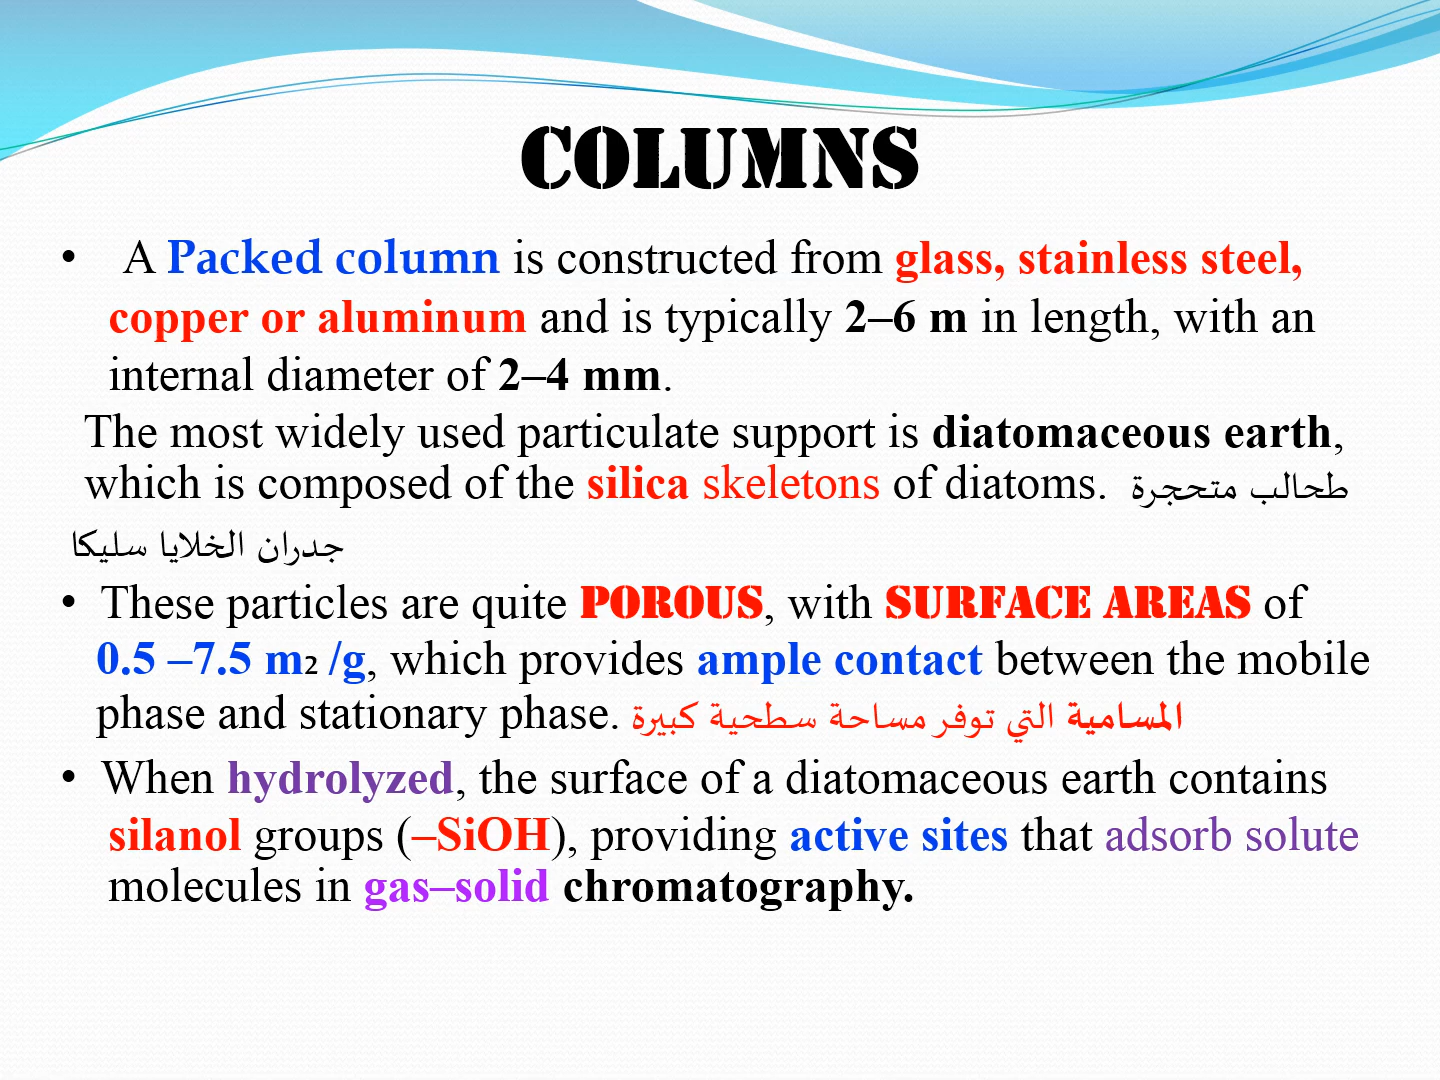 COLUMNS
• A Packed column is constructed from glass, stainless steel,
copper or aluminum and is typically 2–6 m in length, with an
internal diameter of 2–4 mm.
The most widely used particulate support is diatomaceous earth,
which is composed of the silica skeletons of diatoms. طحالب متحجرة
جدران الخلايا سليكا
• These particles are quite POROUS, with SURFACE AREAS of
0.5 –7.5 m₂ /g, which provides ample contact between the mobile
phase and stationary phase. المسامية التي توفر مساحة سطحية كبيرة
• When hydrolyzed, the surface of a diatomaceous earth contains
silanol groups (–SiOH), providing active sites that adsorb solute
molecules in gas–solid chromatography.